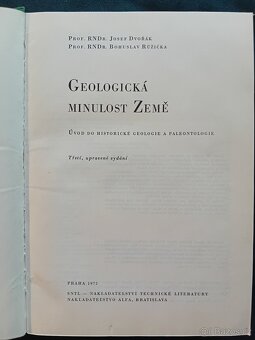 Prof. RNDr. Josef Dvořák
Prof. RNDr. Bohuslav Růžička
Geologická
minulost Země
Úvod do historické geologie a paleontologie
Třetí, upravené vydání
PRAHA 1972
SNTL – NAKLADATELSTVÍ TECHNICKÉ LITERATURY
NAKLADATELSTVO ALFA, BRATISLAVA